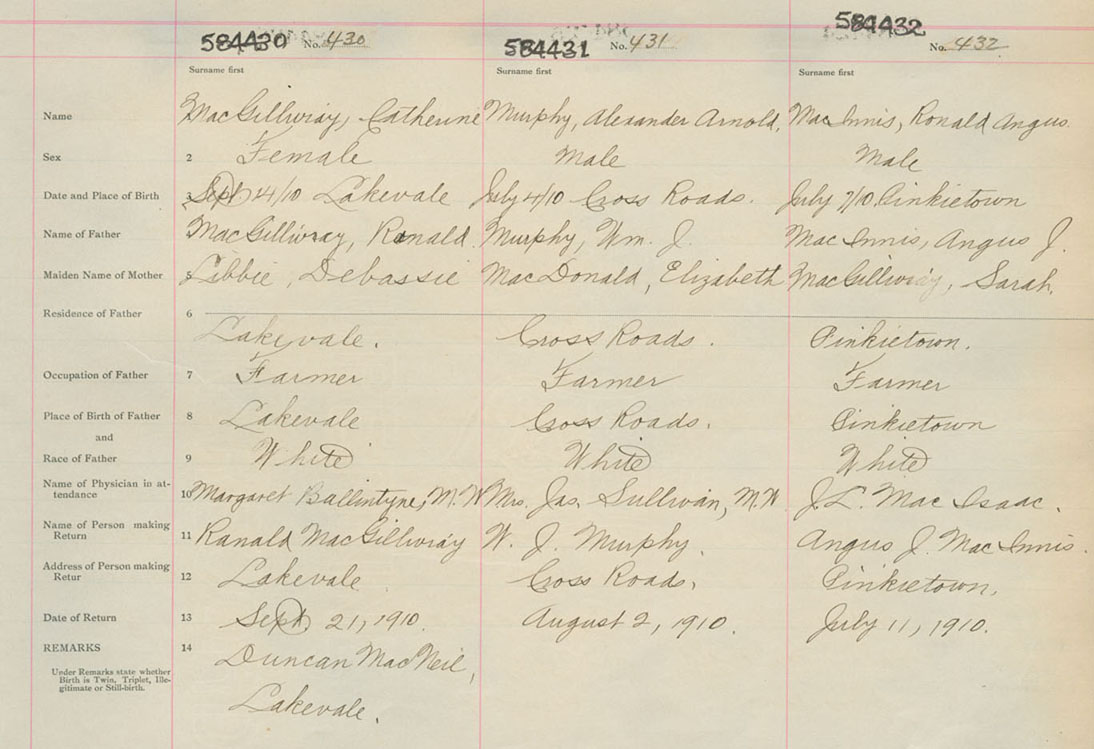 584430 No. 430 584431 No. 431 584432 No. 432
Surname first Surname first Surname first
Name MacGillivray, Catherine Murphy, Alexander Arnold. MacInnis, Ronald Angus.
Sex 2 Female Male Male
Date and Place of Birth 3 Sept 14/10 Lakevale July 4/10 Cross Roads. July 7/10. Pinkietown
Name of Father MacGillivray, Ranald. Murphy, Wm. J. MacInnis, Angus J.
Maiden Name of Mother 5 Libbie, Debassie MacDonald, Elizabeth MacGillivray, Sarah.
Residence of Father 6
Lakevale. Cross Roads. Pinkietown.
Occupation of Father 7 Farmer Farmer Farmer
Place of Birth of Father 8 Lakevale Cross Roads. Pinkietown
and
Race of Father 9 White White White
Name of Physician in at-
tendance 10 Margaret Ballintyne, M.W. Mrs. Jas. Sullivan, M.W. J.L. MacIsaac.
Name of Person making
Return 11 Ranald MacGillivray W. J. Murphy. Angus J. MacInnis.
Address of Person making
Retur 12 Lakevale Cross Roads. Pinkietown.
Date of Return 13 Sept. 21, 1910. August 2, 1910. July 11, 1910.
REMARKS 14 Duncan MacNeil,
Under Remarks state whether
Birth is Twin, Triplet, Ille-
gitimate or Still-birth.
Lakevale.